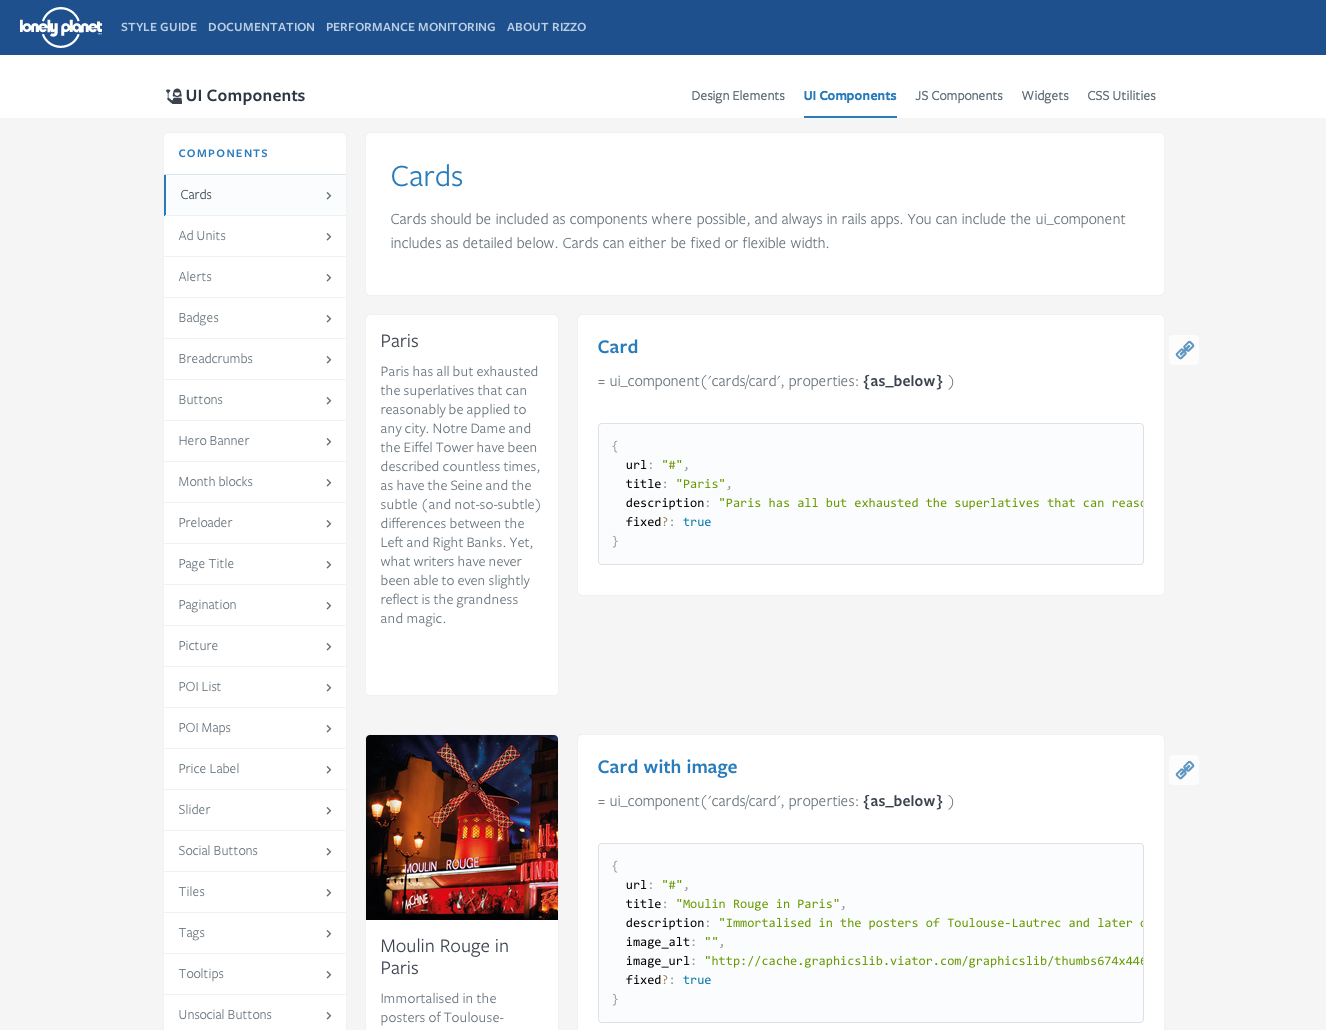 lonely planet
STYLE GUIDE DOCUMENTATION PERFORMANCE MONITORING ABOUT RIZZO
UI Components
Design Elements UI Components JS Components Widgets CSS Utilities
COMPONENTS
Cards
Ad Units
Alerts
Badges
Breadcrumbs
Buttons
Hero Banner
Month blocks
Preloader
Page Title
Pagination
Picture
POI List
POI Maps
Price Label
Slider
Social Buttons
Tiles
Tags
Tooltips
Unsocial Buttons
Cards
Cards should be included as components where possible, and always in rails apps. You can include the ui_component
includes as detailed below. Cards can either be fixed or flexible width.
Paris
Paris has all but exhausted
the superlatives that can
reasonably be applied to
any city. Notre Dame and
the Eiffel Tower have been
described countless times,
as have the Seine and the
subtle (and not-so-subtle)
differences between the
Left and Right Banks. Yet,
what writers have never
been able to even slightly
reflect is the grandness
and magic.
Card
= ui_component('cards/card', properties: {as_below} )
{
url: "#",
title: "Paris",
description: "Paris has all but exhausted the superlatives that can reaso
fixed?: true
}
MOULIN ROUGE
MACHINE
Moulin Rouge in
Paris
Immortalised in the
posters of Toulouse-
Card with image
= ui_component('cards/card', properties: {as_below} )
{
url: "#",
title: "Moulin Rouge in Paris",
description: "Immortalised in the posters of Toulouse-Lautrec and later
image_alt: "",
image_url: "http://cache.graphicslib.viator.com/graphicslib/thumbs674x446
fixed?: true
}